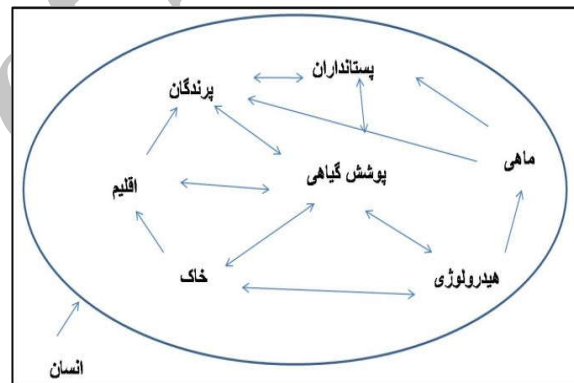 پستانداران
پرندگان
ماهی
پوشش گیاهی
اقلیم
خاک
هیدرولوژی
انسان